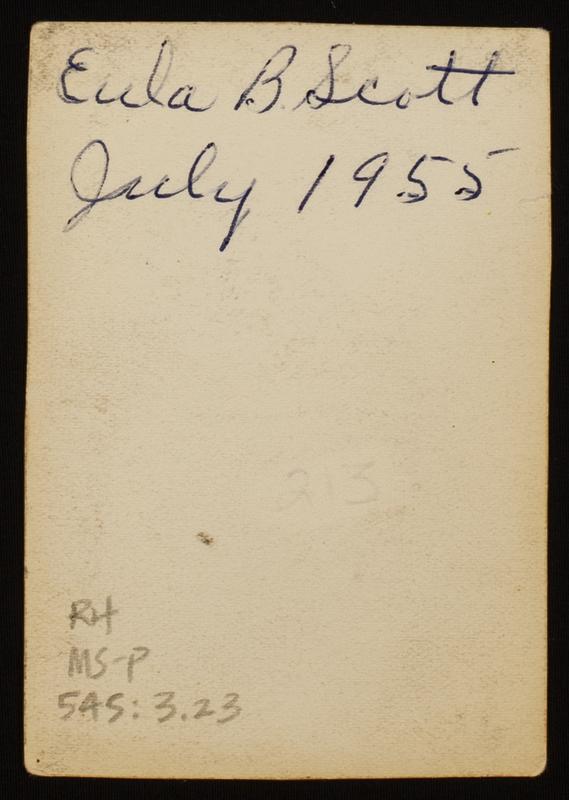 Eula B. Scott
July 1955
213
RH
MS-P
545:3.23